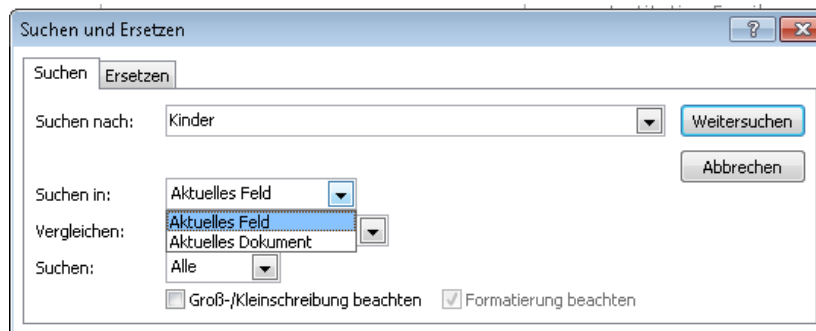 Suchen und Ersetzen
?
Suchen
Ersetzen
Suchen nach:
Kinder
Weitersuchen
Abbrechen
Suchen in:
Aktuelles Feld
Aktuelles Feld
Aktuelles Dokument
Vergleichen:
Suchen:
Alle
Groß-/Kleinschreibung beachten
Formatierung beachten